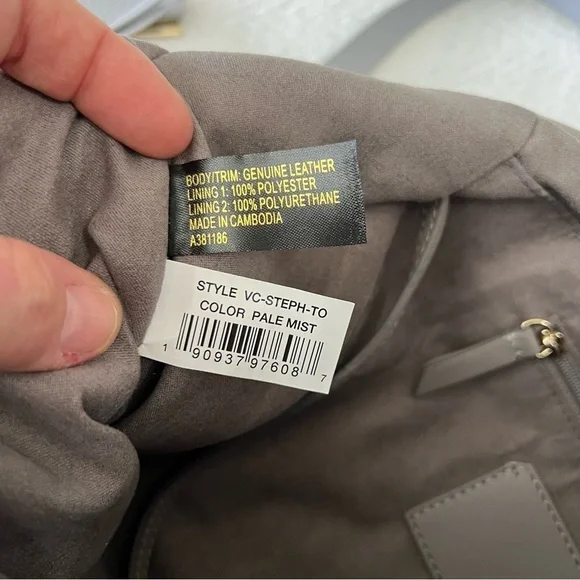 BODY/TRIM: GENUINE LEATHER
LINING 1: 100% POLYESTER
LINING 2: 100% POLYURETHANE
MADE IN CAMBODIA
A381186
STYLE VC-STEPH-TO
COLOR PALE MIST
1 90937 97608 7